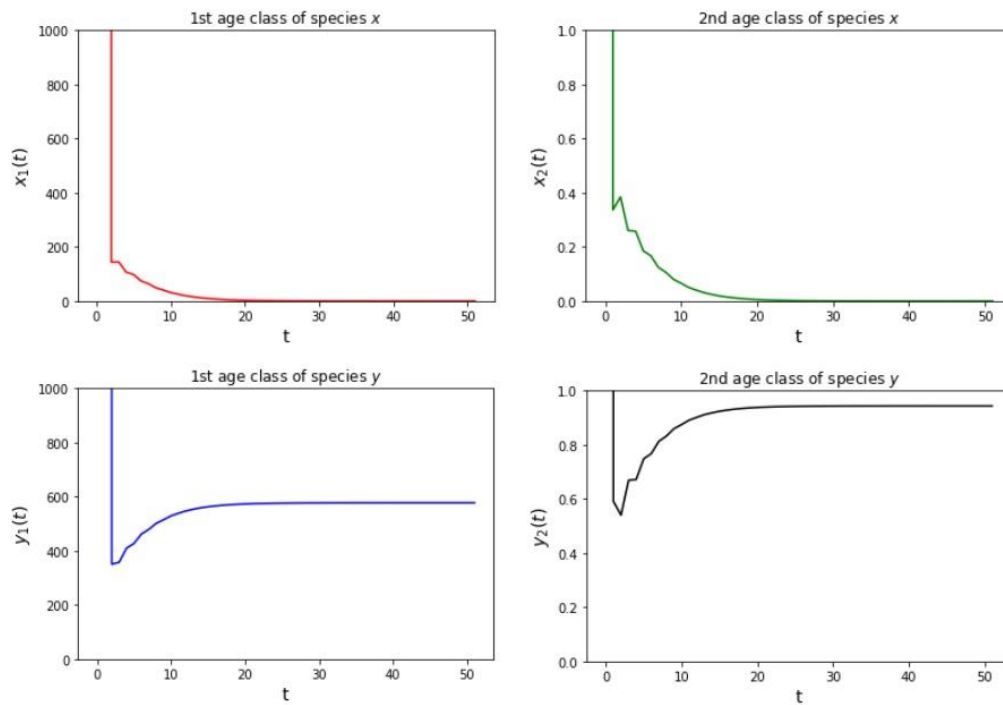 1st age class of species x
1000
800
600
400
200
0
x₁(t)
0 10 20 30 40 50
t
2nd age class of species x
1.0
0.8
0.6
0.4
0.2
0.0
x₂(t)
0 10 20 30 40 50
t
1st age class of species y
1000
800
600
400
200
0
y₁(t)
0 10 20 30 40 50
t
2nd age class of species y
1.0
0.8
0.6
0.4
0.2
0.0
y₂(t)
0 10 20 30 40 50
t